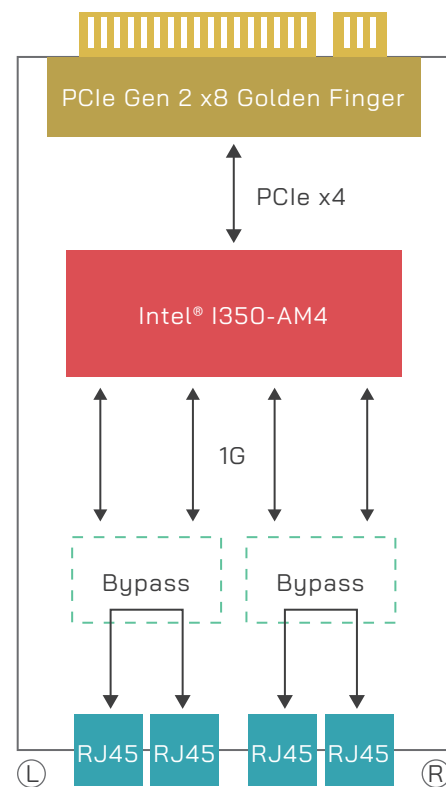 PCIe Gen 2 x8 Golden Finger
PCIe x4
Intel® I350-AM4
1G
Bypass Bypass
RJ45 RJ45 RJ45 RJ45
L R